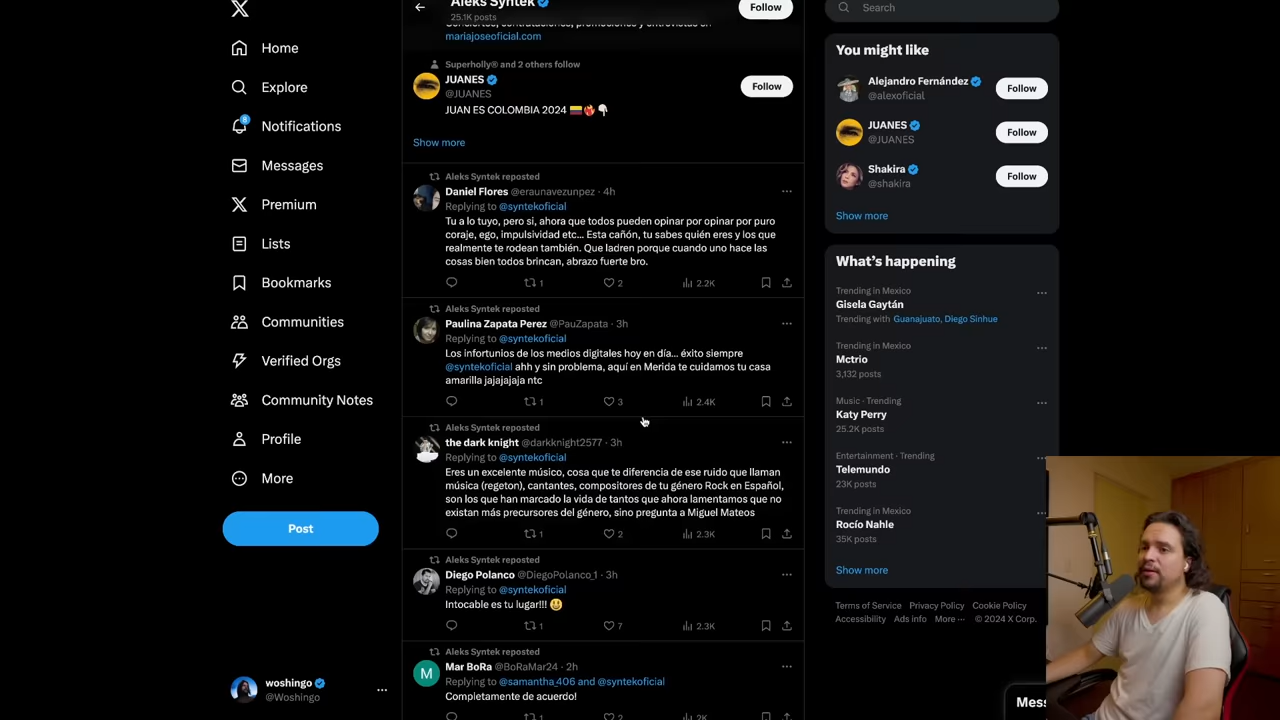 Home
Explore
8
Notifications
Messages
Premium
Lists
Bookmarks
Communities
Verified Orgs
Community Notes
Profile
More
Post
woshingo
@Woshingo
Aleks Syntek
25.1K posts
Follow
Conciertos, contrataciones, promociones y entrevistas en
mariajoseoficial.com
Superholly® and 2 others follow
JUANES
@JUANES
Follow
JUAN ES COLOMBIA 2024 🇨🇴❤️‍🔥👇🏻
Show more
Aleks Syntek reposted
Daniel Flores @eraunavezunpez · 4h
Replying to @syntekoficial
Tu a lo tuyo, pero si, ahora que todos pueden opinar por opinar por puro
coraje, ego, impulsividad etc... Esta cañón, tu sabes quién eres y los que
realmente te rodean también. Que ladren porque cuando uno hace las
cosas bien todos brincan, abrazo fuerte bro.
1 2 2.2K
Aleks Syntek reposted
Paulina Zapata Perez @PauZapata · 3h
Replying to @syntekoficial
Los infortunios de los medios digitales hoy en día... éxito siempre
@syntekoficial ahh y sin problema, aquí en Merida te cuidamos tu casa
amarilla jajajajaja ntc
1 3 2.4K
Aleks Syntek reposted
the dark knight @darkknight2577 · 3h
Replying to @syntekoficial
Eres un excelente músico, cosa que te diferencia de ese ruido que llaman
música (regeton), cantantes, compositores de tu género Rock en Español,
son los que han marcado la vida de tantos que ahora lamentamos que no
existan más precursores del género, sino pregunta a Miguel Mateos
1 2 2.3K
Aleks Syntek reposted
Diego Polanco @DiegoPolanco_1 · 3h
Replying to @syntekoficial
Intocable es tu lugar!!! 😃
1 7 2.3K
Aleks Syntek reposted
M
Mar BoRa @BoRaMar24 · 2h
Replying to @samantha_406 and @syntekoficial
Completamente de acuerdo!
1 2 2K
Search
You might like
Alejandro Fernández
@alexoficial
Follow
JUANES
@JUANES
Follow
Shakira
@shakira
Follow
Show more
What's happening
Trending in Mexico
Gisela Gaytán
Trending with Guanajuato, Diego Sinhue
Trending in Mexico
Mctrio
3,132 posts
Music · Trending
Katy Perry
25.2K posts
Entertainment · Trending
Telemundo
23K posts
Trending in Mexico
Rocío Nahle
35K posts
Show more
Terms of Service Privacy Policy Cookie Policy
Accessibility Ads info More ··· © 2024 X Corp.
Mess